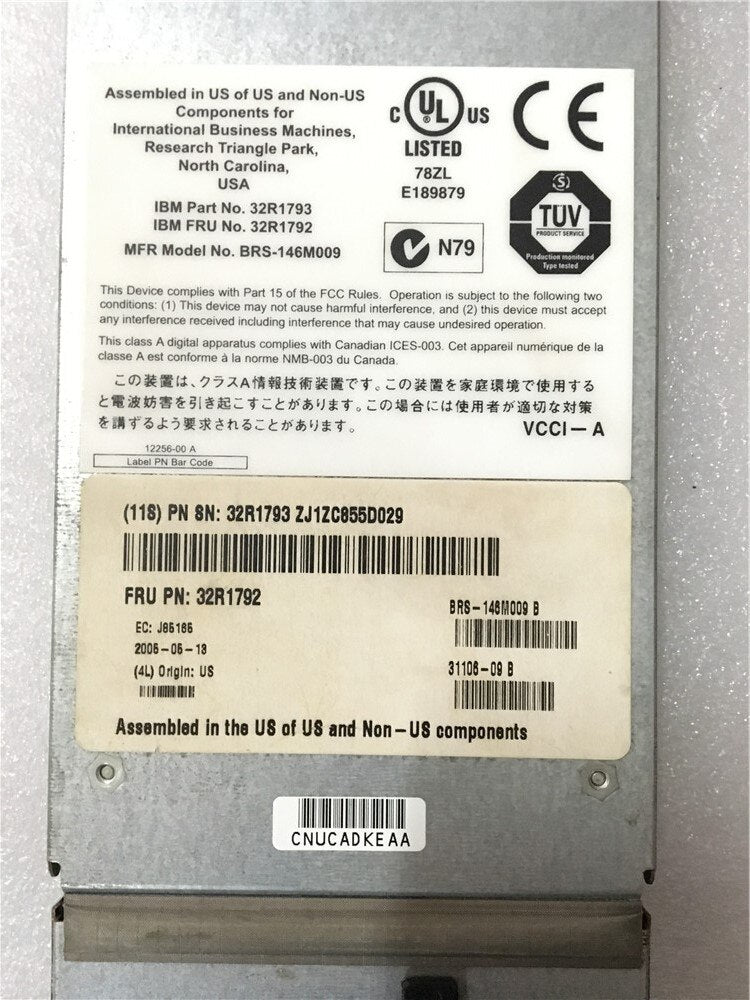 Assembled in US of US and Non-US
Components for
International Business Machines,
Research Triangle Park,
North Carolina,
USA
IBM Part No. 32R1793
IBM FRU No. 32R1792
MFR Model No. BRS-146M009
C UL US
LISTED
78ZL
E189879
CE
N79
S
TÜV
PRODUCT SERVICE
Production monitored
Type tested
This Device complies with Part 15 of the FCC Rules. Operation is subject to the following two
conditions: (1) This device may not cause harmful interference, and (2) this device must accept
any interference received including interference that may cause undesired operation.
This class A digital apparatus complies with Canadian ICES-003. Cet appareil numérique de la
classe A est conforme à la norme NMB-003 du Canada.
この装置は、クラスA情報技術装置です。この装置を家庭環境で使用する
と電波妨害を引き起こすことがあります。この場合には使用者が適切な対策
を講ずるよう要求されることがあります。
VCCI-A
12256-00 A
Label PN Bar Code
(11S) PN SN: 32R1793 ZJ1ZC855D029
FRU PN: 32R1792
BRS-146M009 B
EC: J85165
2005-05-13
(4L) Origin: US
31106-09 B
Assembled in the US of US and Non-US components
CNUCADKEAA